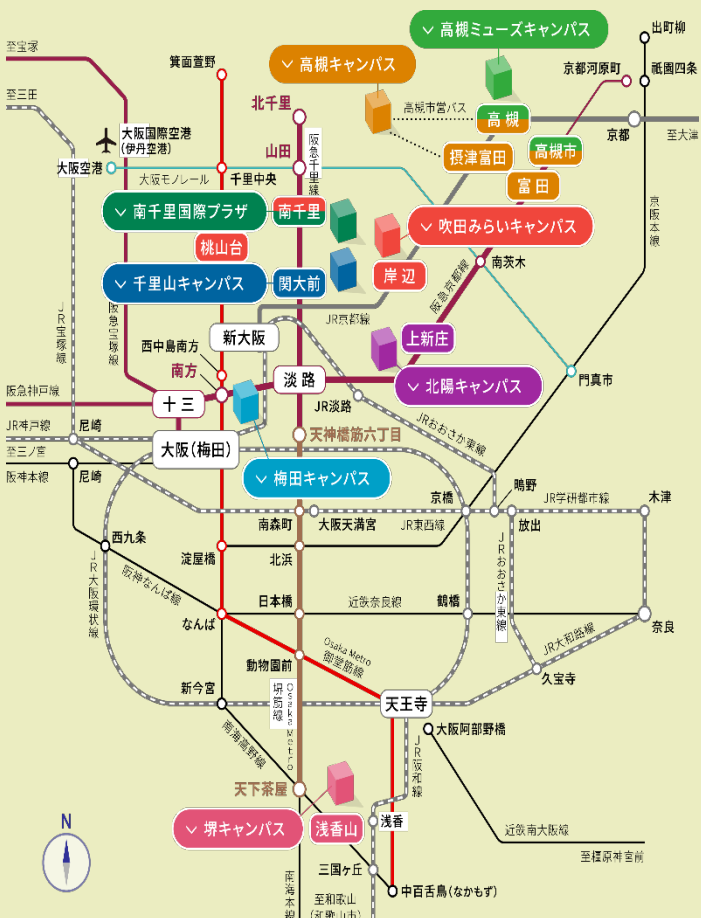 出町柳
高槻ミューズキャンパス
至宝塚
箕面萱野
高槻キャンパス
京都河原町
祇園四条
至三田
北千里
高槻市営バス
高槻
京都
至大津
大阪国際空港
(伊丹空港)
阪急千里線
山田
摂津富田
高槻市
大阪空港
大阪モノレール
千里中央
富田
京阪本線
南千里国際プラザ
南千里
吹田みらいキャンパス
桃山台
南茨木
千里山キャンパス
関大前
岸辺
阪急京都線
JR宝塚線
阪急宝塚線
JR京都線
新大阪
上新庄
西中島南方
南方
淡路
北陽キャンパス
門真市
阪急神戸線
十三
JR淡路
JRおおさか東線
JR神戸線
尼崎
大阪(梅田)
天神橋筋六丁目
至三ノ宮
阪神本線
尼崎
梅田キャンパス
鴫野
京橋
JR学研都市線
木津
南森町
大阪天満宮
JR東西線
放出
西九条
淀屋橋
北浜
JRおおさか東線
JR大阪環状線
阪神なんば線
日本橋
近鉄奈良線
鶴橋
なんば
奈良
Osaka Metro
御堂筋線
JR大和路線
動物園前
久宝寺
新今宮
Osaka Metro
堺筋線
天王寺
大阪阿部野橋
南海高野線
JR阪和線
天下茶屋
堺キャンパス
浅香山
浅香
近鉄南大阪線
至橿原神宮前
N
三国ヶ丘
南海本線
至和歌山
(和歌山市)
中百舌鳥(なかもず)